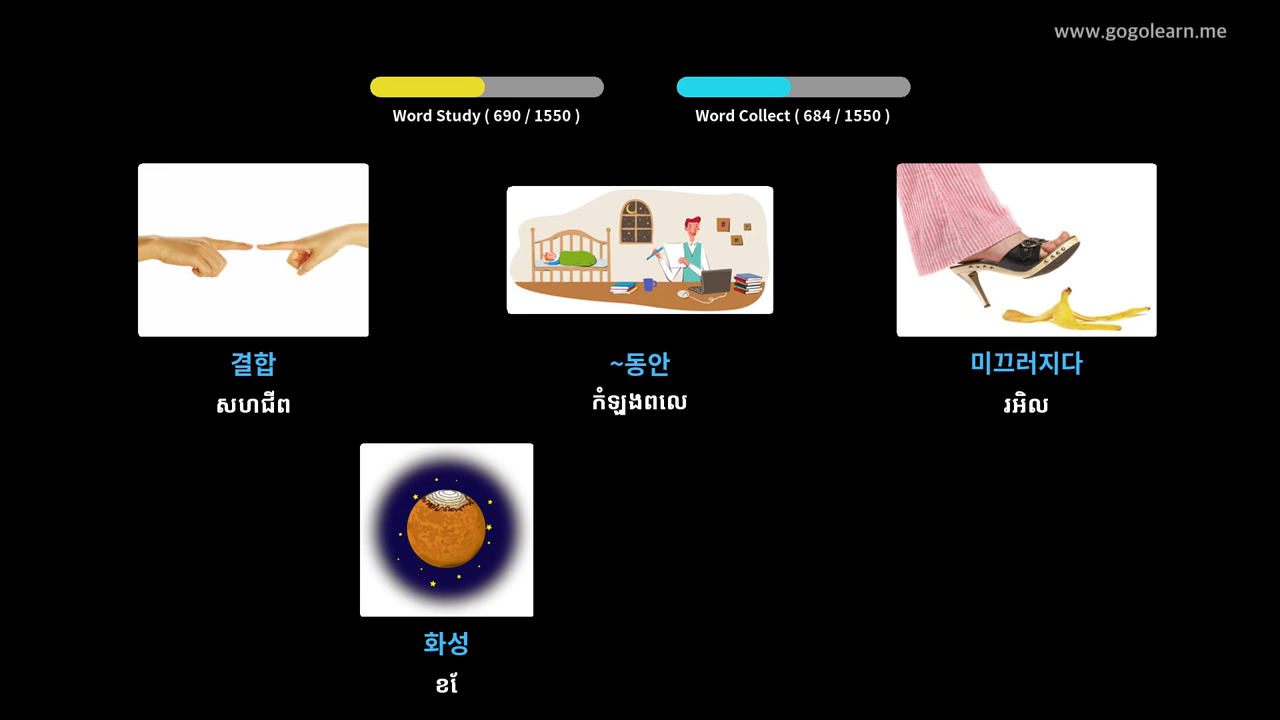 www.gogolearn.me
Word Study ( 690 / 1550 )
Word Collect ( 684 / 1550 )
결합
~동안
미끄러지다
សហជីព
កំឡុងពលេ
រអិល
화성
ខែ